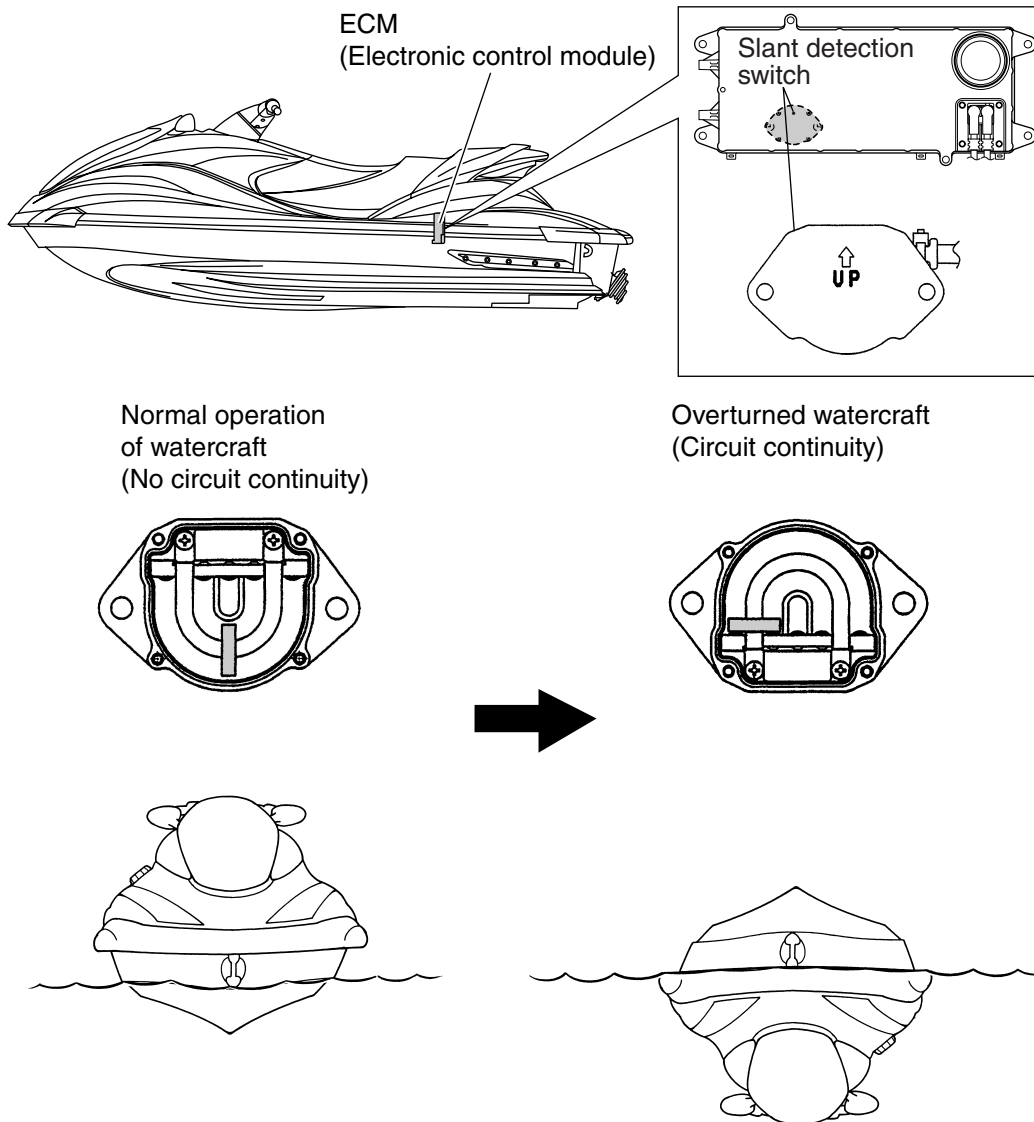 ECM
(Electronic control module)
Slant detection
switch
UP
Normal operation
of watercraft
(No circuit continuity)
Overturned watercraft
(Circuit continuity)